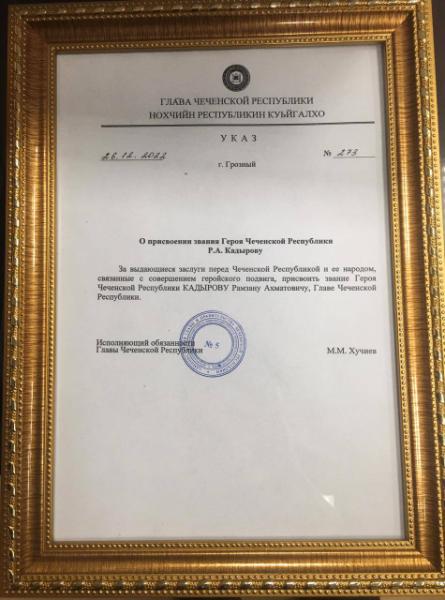 ГЛАВА ЧЕЧЕНСКОЙ РЕСПУБЛИКИ
НОХЧИЙН РЕСПУБЛИКИН КУЬЙГАЛХО
У К А З
26.12.2022 № 273
г. Грозный
О присвоении звания Героя Чеченской Республики
Р.А. Кадырову
За выдающиеся заслуги перед Чеченской Республикой и ее народом,
связанные с совершением геройского подвига, присвоить звание Героя
Чеченской Республики КАДЫРОВУ Рамзану Ахматовичу, Главе Чеченской
Республики.
Исполняющий обязанности
Главы Чеченской Республики М.М. Хучиев
№ 5